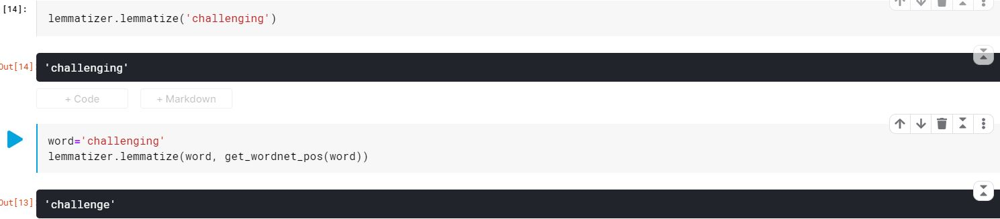 [14]:
lemmatizer.lemmatize('challenging')
Out[14]:
'challenging'
+ Code
+ Markdown
word='challenging'
lemmatizer.lemmatize(word, get_wordnet_pos(word))
Out[13]:
'challenge'